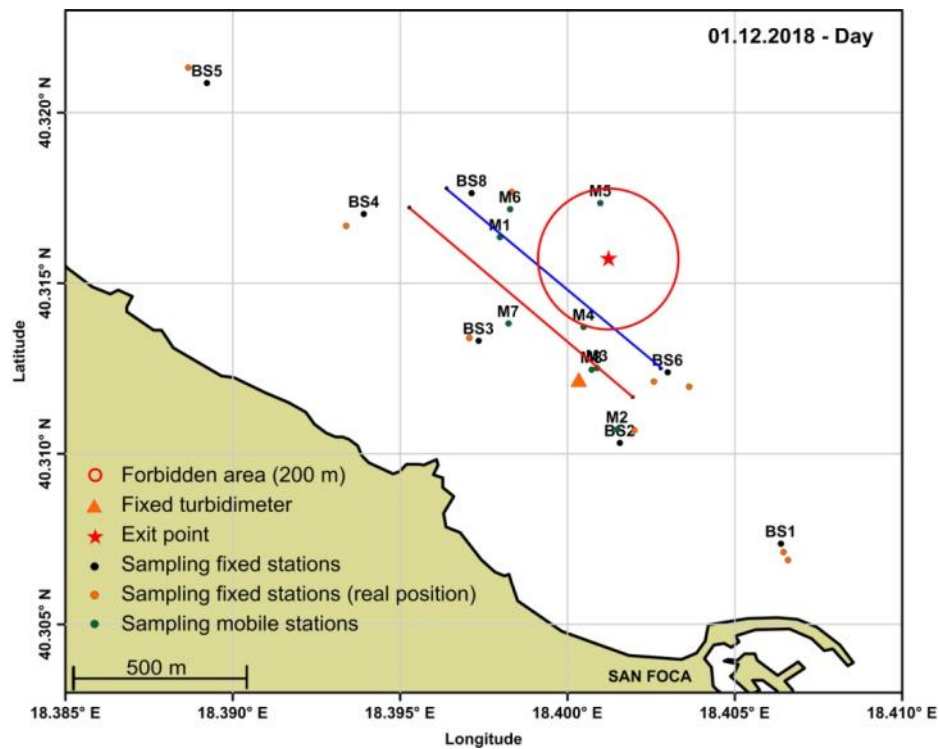 01.12.2018 - Day
BS5
BS8
M6
M5
BS4
M1
M7
M4
BS3
M8
M3
BS6
M2
BS2
BS1
Forbidden area (200 m)
Fixed turbidimeter
Exit point
Sampling fixed stations
Sampling fixed stations (real position)
Sampling mobile stations
500 m
SAN FOCA
40.320° N
40.315° N
40.310° N
40.305° N
Latitude
18.385° E
18.390° E
18.395° E
18.400° E
18.405° E
18.410° E
Longitude